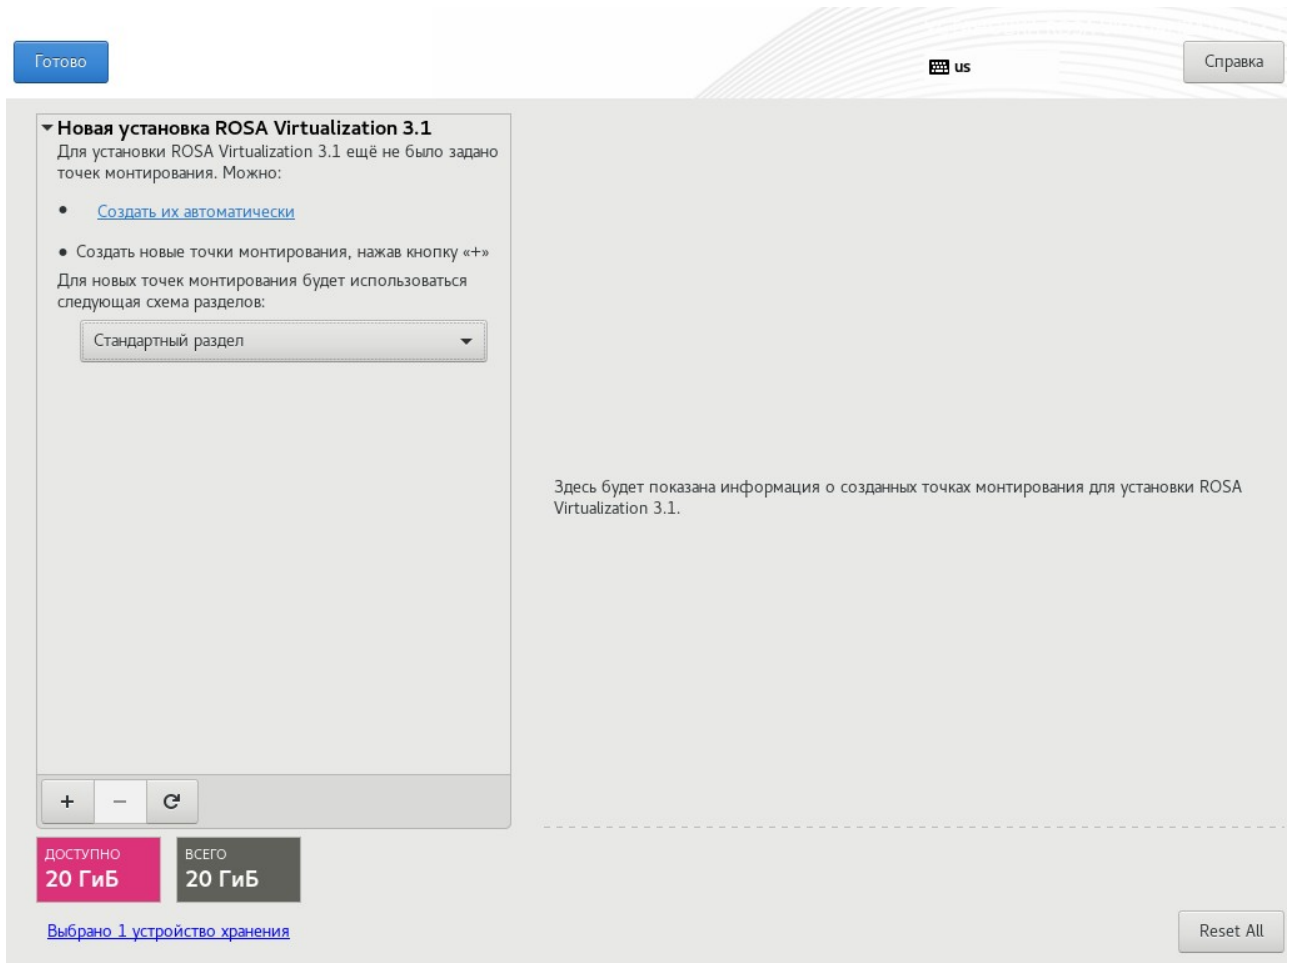 Готово
us
Справка
Новая установка ROSA Virtualization 3.1
Для установки ROSA Virtualization 3.1 ещё не было задано
точек монтирования. Можно:
• Создать их автоматически
• Создать новые точки монтирования, нажав кнопку «+»
Для новых точек монтирования будет использоваться
следующая схема разделов:
Стандартный раздел
Здесь будет показана информация о созданных точках монтирования для установки ROSA
Virtualization 3.1.
+ −
ДОСТУПНО
20 ГиБ
ВСЕГО
20 ГиБ
Выбрано 1 устройство хранения
Reset All